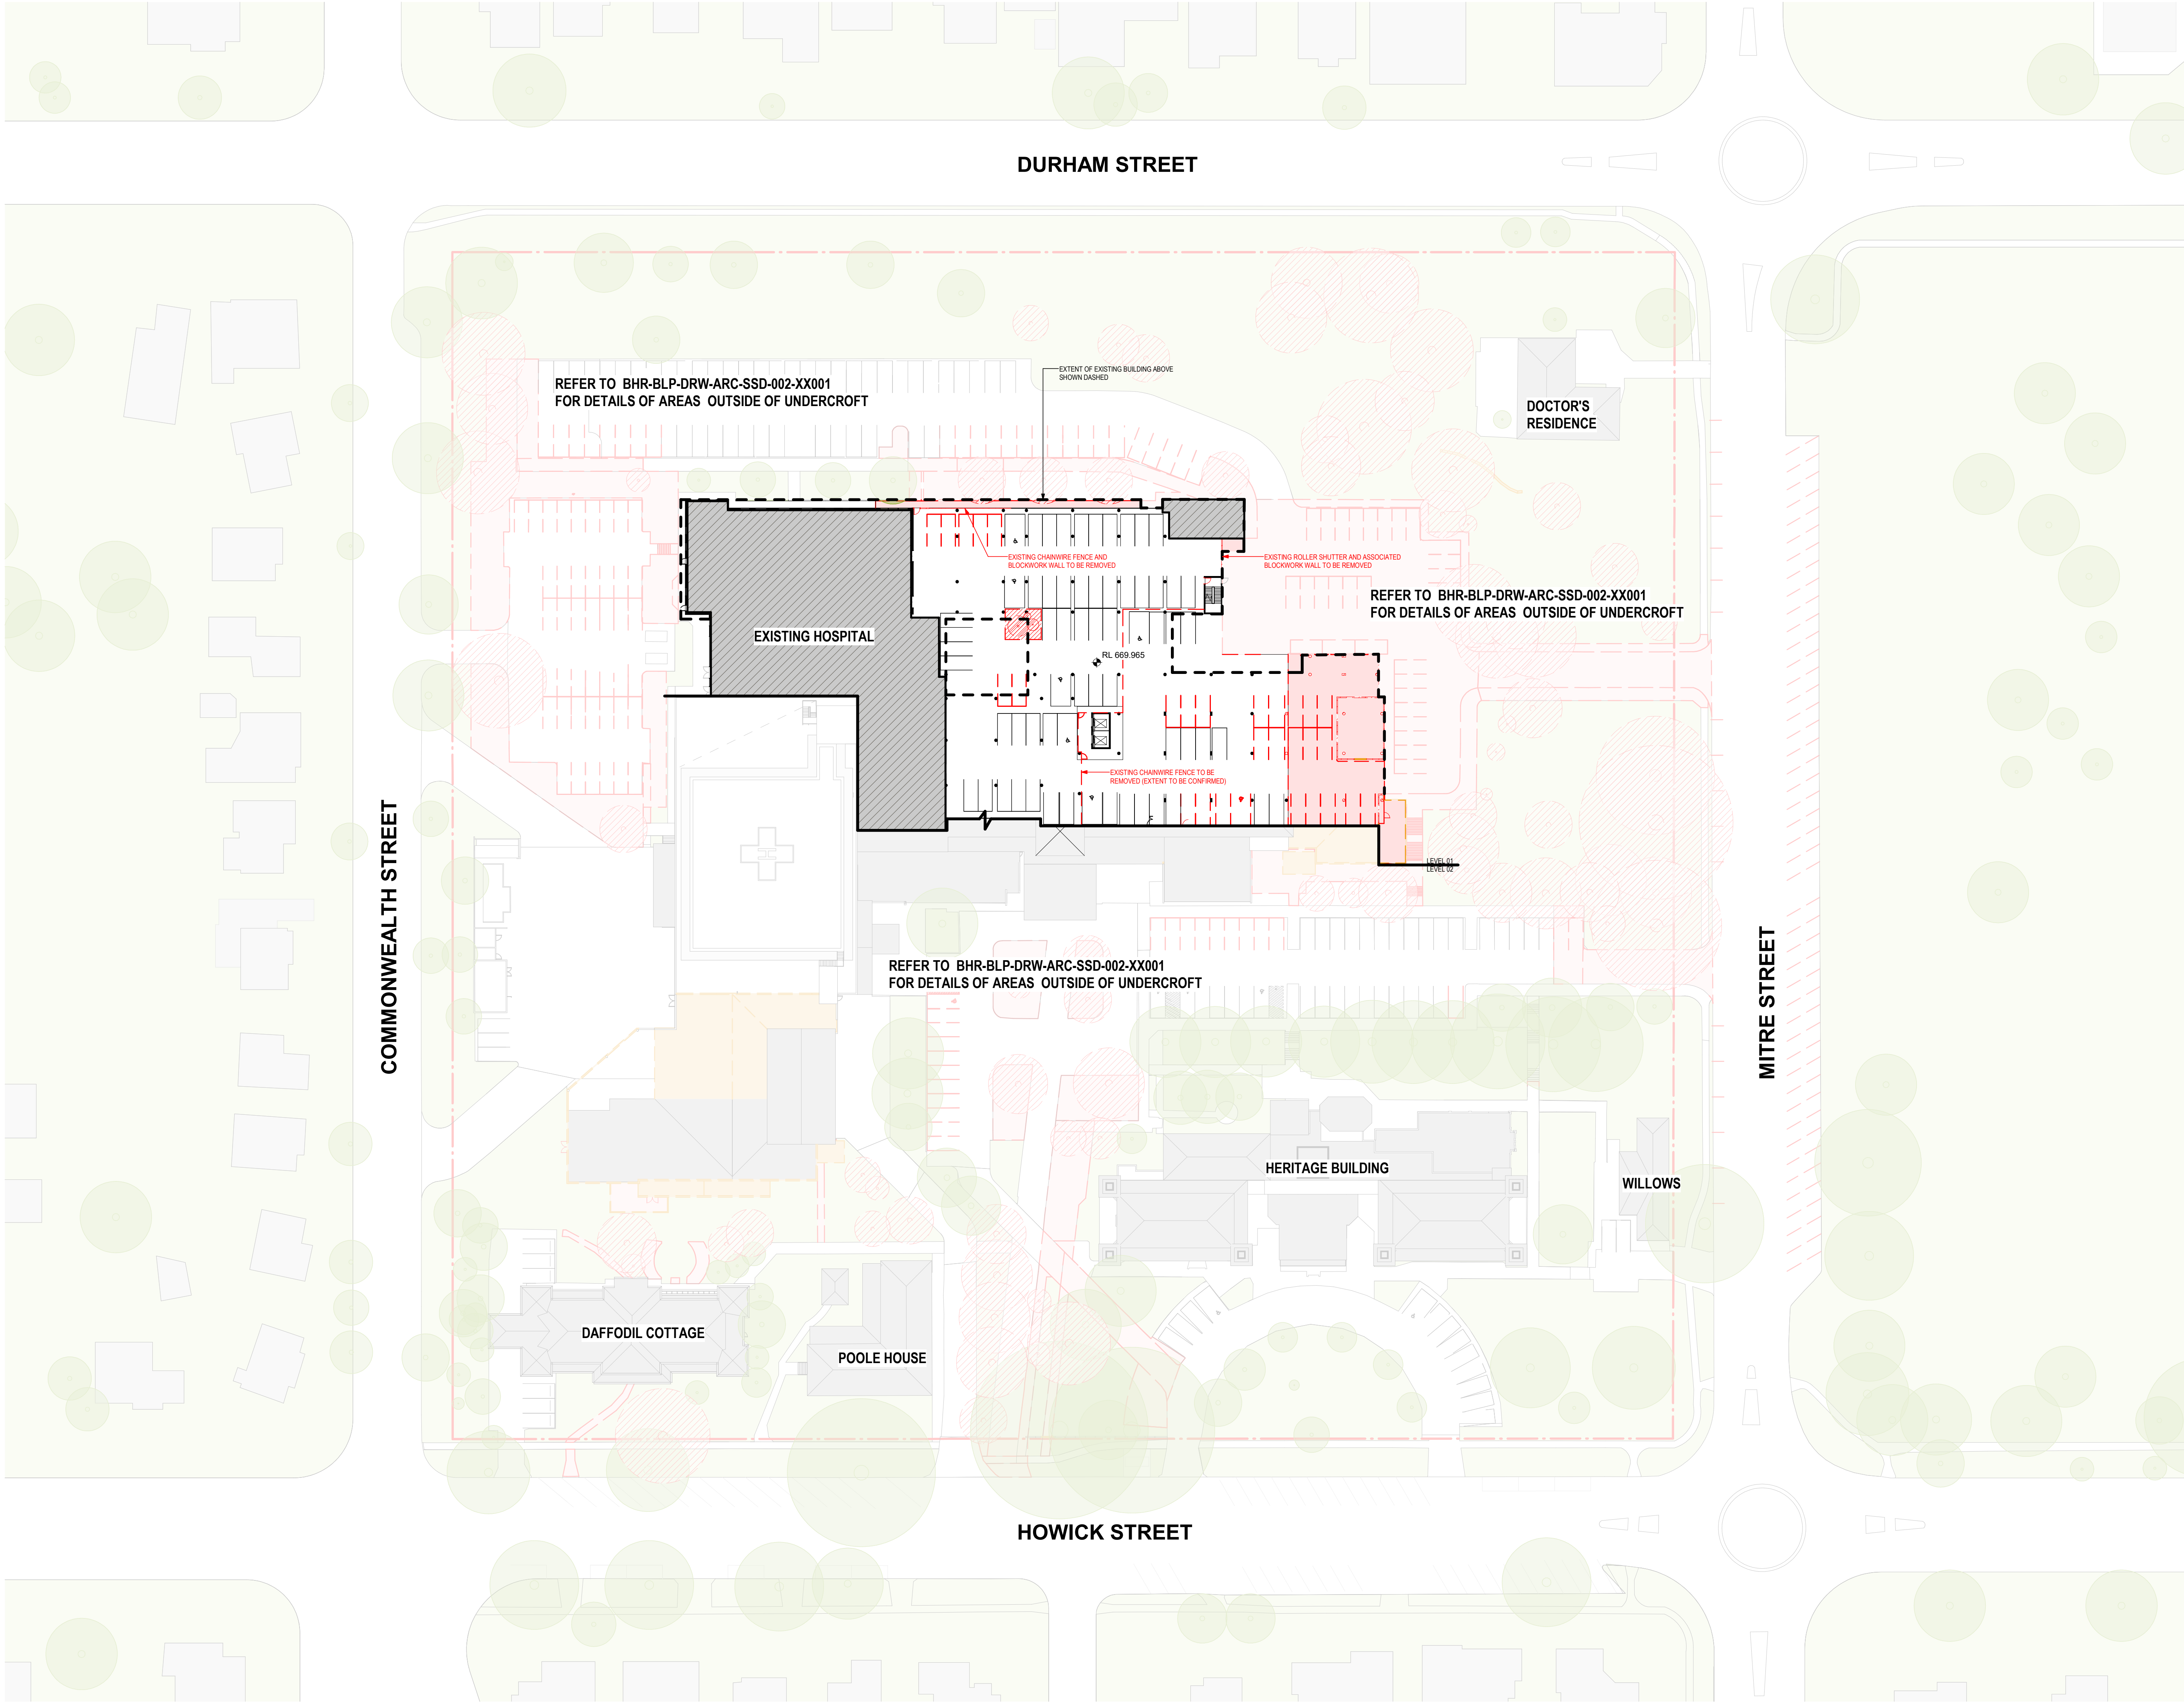 DURHAM STREET
EXTENT OF EXISTING BUILDING ABOVE
SHOWN DASHED
REFER TO BHR-BLP-DRW-ARC-SSD-002-XX001
FOR DETAILS OF AREAS OUTSIDE OF UNDERCROFT
DOCTOR'S
RESIDENCE
EXISTING CHAINWIRE FENCE AND
BLOCKWORK WALL TO BE REMOVED
EXISTING ROLLER SHUTTER AND ASSOCIATED
BLOCKWORK WALL TO BE REMOVED
REFER TO BHR-BLP-DRW-ARC-SSD-002-XX001
FOR DETAILS OF AREAS OUTSIDE OF UNDERCROFT
EXISTING HOSPITAL
RL 669.965
EXISTING CHAINWIRE FENCE TO BE
REMOVED (EXTENT TO BE CONFIRMED)
LEVEL 01
LEVEL 02
COMMONWEALTH STREET
REFER TO BHR-BLP-DRW-ARC-SSD-002-XX001
FOR DETAILS OF AREAS OUTSIDE OF UNDERCROFT
MITRE STREET
HERITAGE BUILDING
WILLOWS
DAFFODIL COTTAGE
POOLE HOUSE
HOWICK STREET